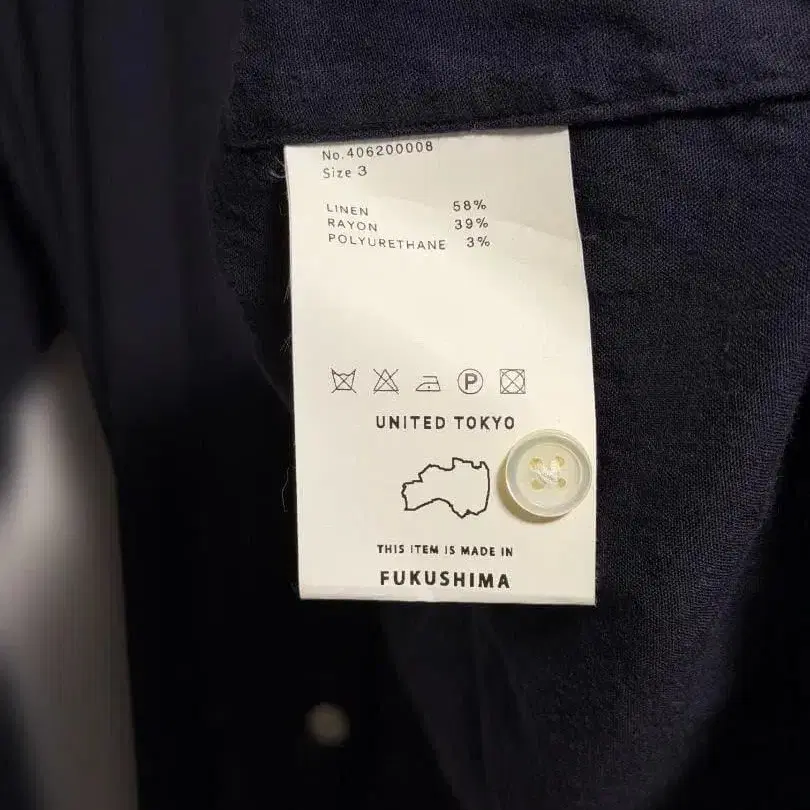 No.406200008
Size 3
LINEN 58%
RAYON 39%
POLYURETHANE 3%
P
UNITED TOKYO
THIS ITEM IS MADE IN
FUKUSHIMA